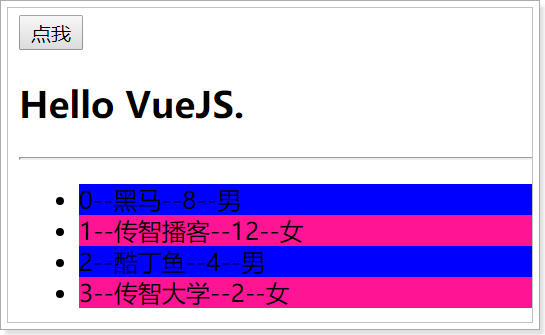 点我
Hello VueJS.
0--黑马--8--男
1--传智播客--12--女
2--酷丁鱼--4--男
3--传智大学--2--女